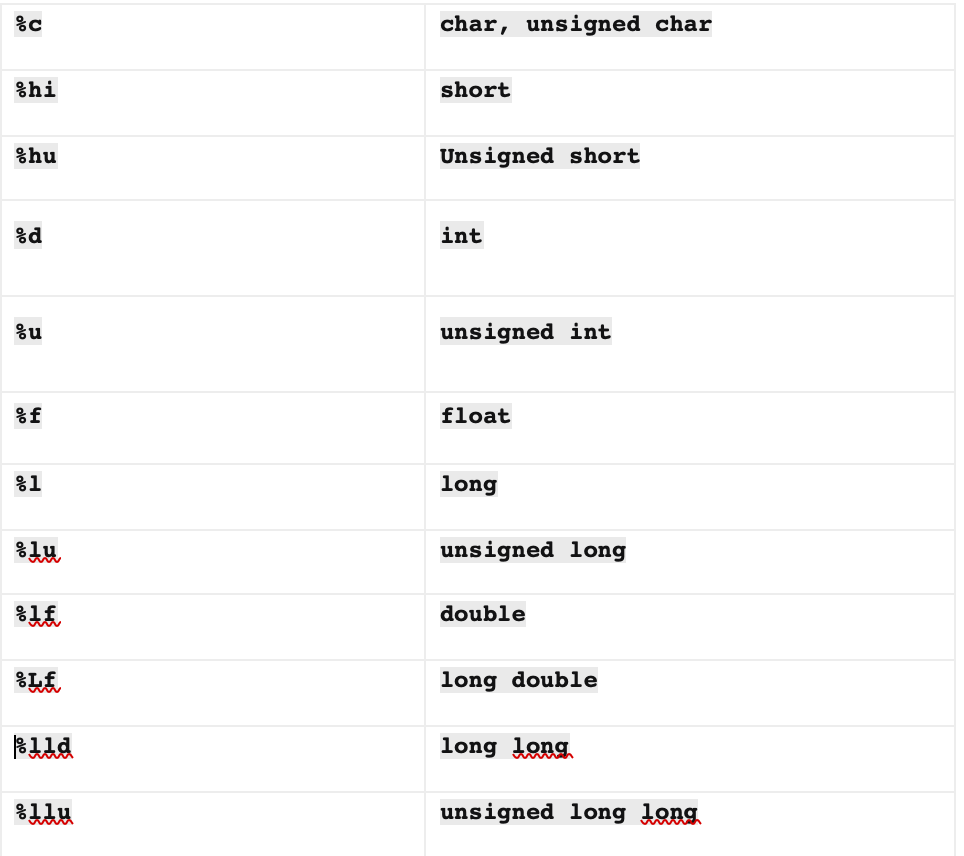 %c char, unsigned char
%hi short
%hu Unsigned short
%d int
%u unsigned int
%f float
%l long
%lu unsigned long
%lf double
%Lf long double
%lld long long
%llu unsigned long long